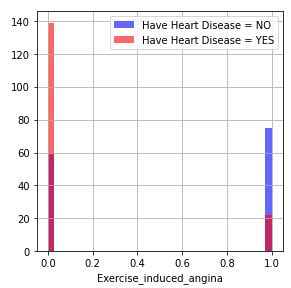 Have Heart Disease = NO
Have Heart Disease = YES
140
120
100
80
60
40
20
0
0.0 0.2 0.4 0.6 0.8 1.0
Exercise_induced_angina